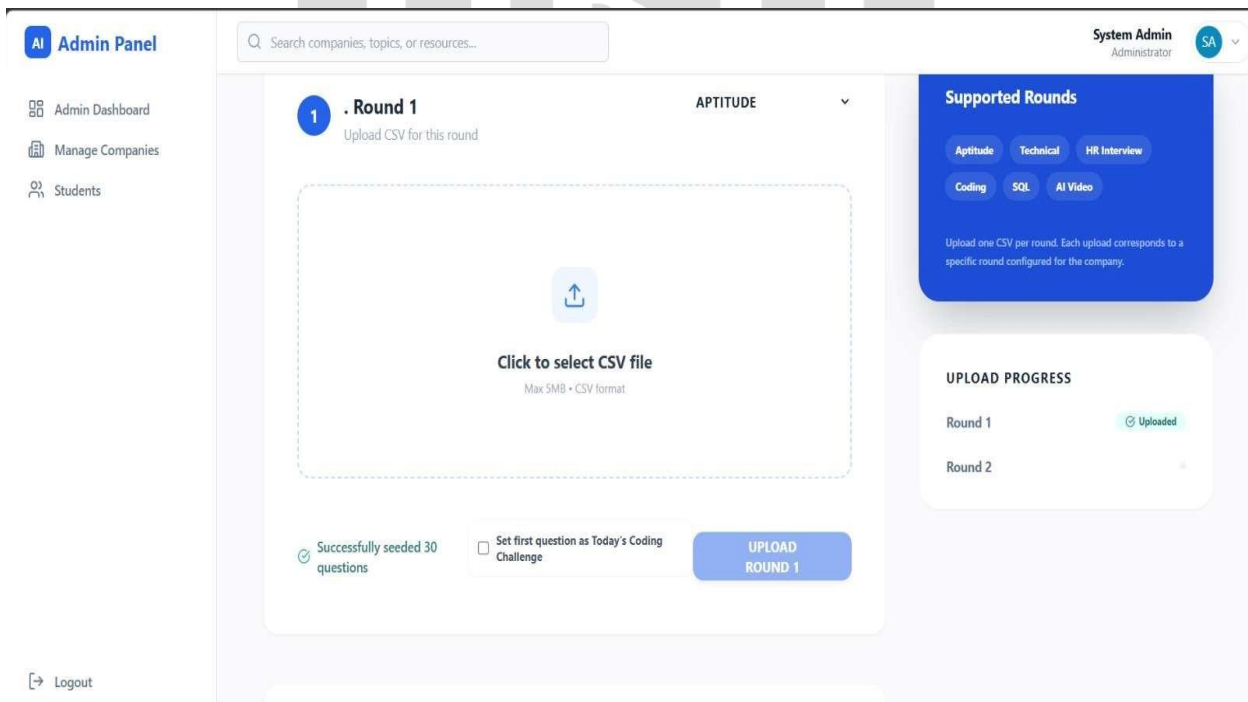 AI Admin Panel
Search companies, topics, or resources...
System Admin
Administrator
SA
Admin Dashboard
Manage Companies
Students
Logout
1 . Round 1
Upload CSV for this round
APTITUDE
Click to select CSV file
Max 5MB • CSV format
Successfully seeded 30
questions
Set first question as Today's Coding
Challenge
UPLOAD
ROUND 1
Supported Rounds
Aptitude Technical HR Interview
Coding SQL AI Video
Upload one CSV per round. Each upload corresponds to a
specific round configured for the company.
UPLOAD PROGRESS
Round 1 Uploaded
Round 2